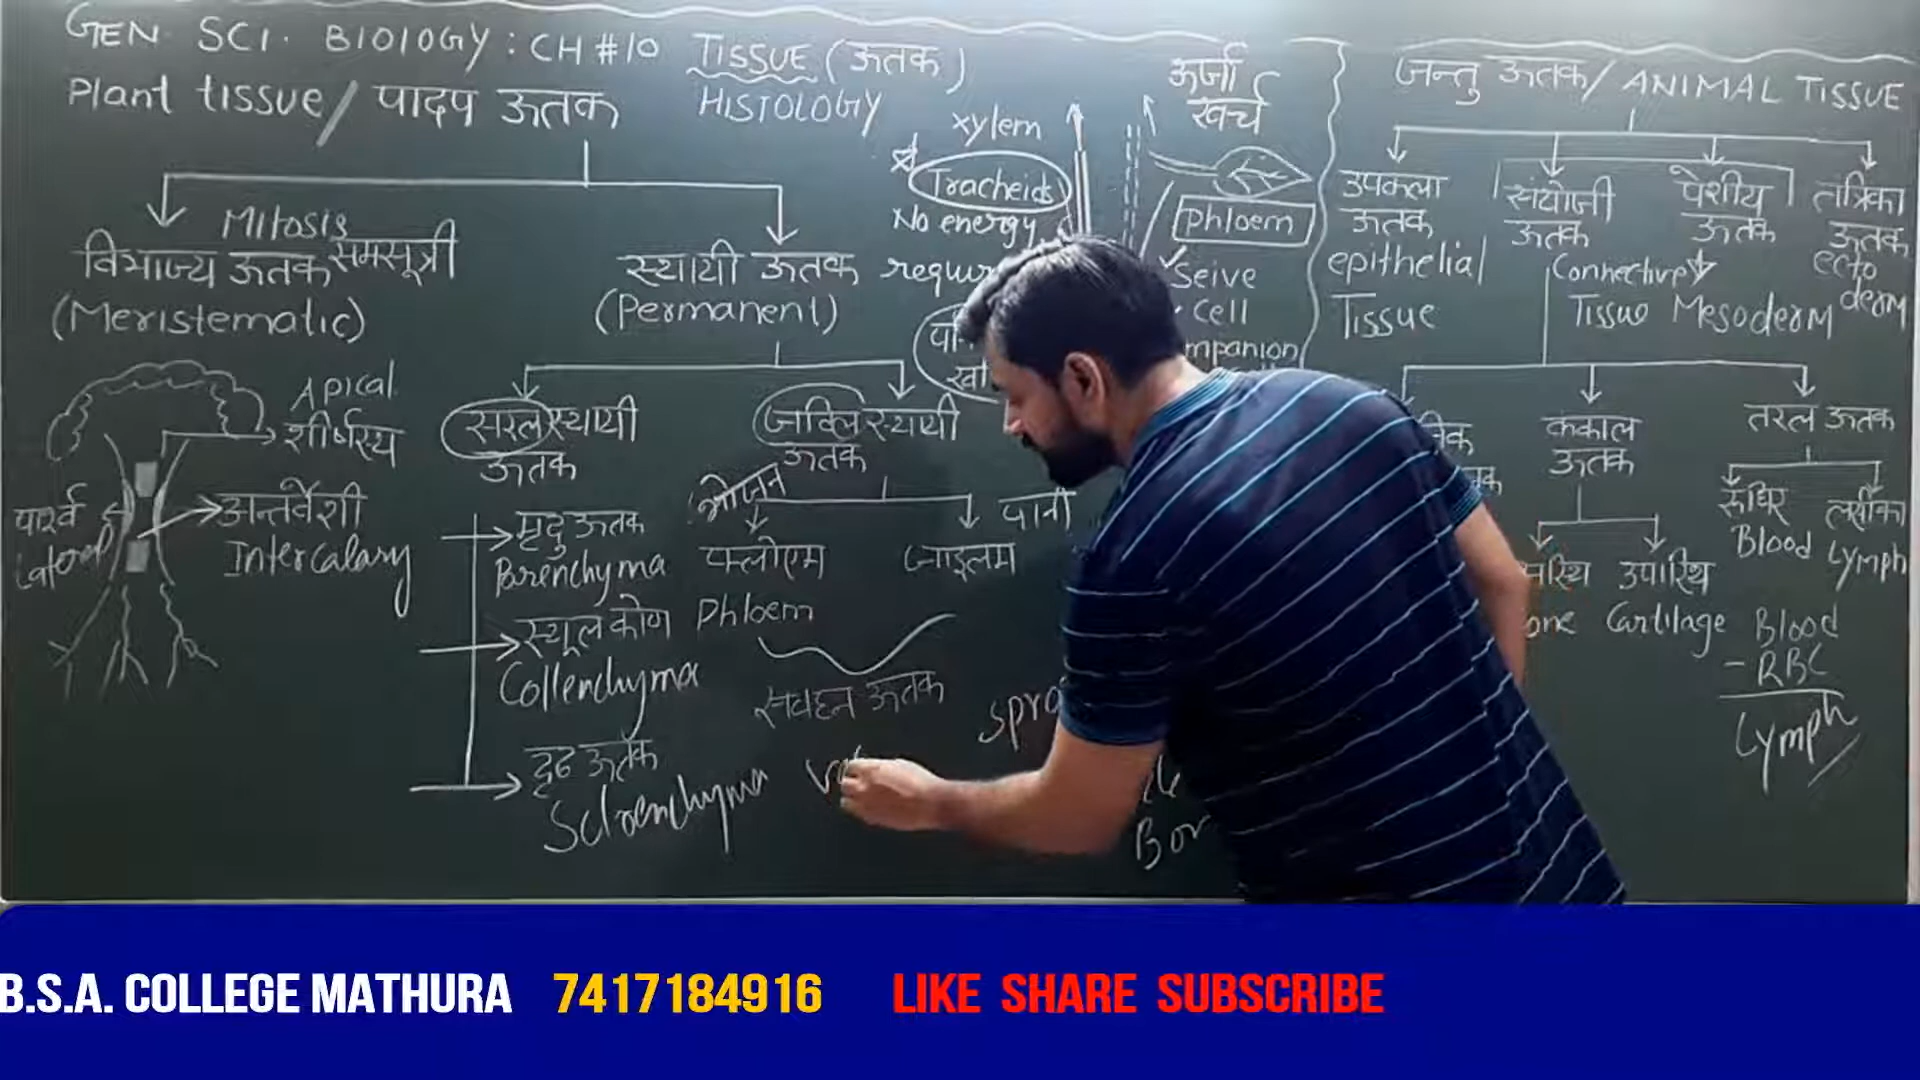 GEN. SCI. BIOLOGY: CH #10 TISSUE (ऊतक)
Plant tissue / पादप ऊतक HISTOLOGY
Mitosis
विभाज्य ऊतक समसूत्री
(Meristematic)
स्थायी ऊतक
(Permanent)
Apical
शीर्षस्थ
पार्श्व
Lateral
अन्तर्वेशी
Intercalary
सरल स्थायी
ऊतक
मृदु ऊतक
Parenchyma
स्थूल कोण
Collenchyma
दृढ ऊतक
Sclrenchyma
जटिल स्थायी
ऊतक
भोजन
फ्लोएम
Phloem
पानी
जाइलम
संवहन ऊतक
xylem
Tracheids
No energy
ऊर्जा
खर्च
Phloem
Seive
Cell
जन्तु ऊतक / ANIMAL TISSUE
उपकला
ऊतक
epithelial
Tissue
संयोजी
ऊतक
Connective
Tissue
पेशीय
ऊतक
Mesoderm
तंत्रिका
ऊतक
ecto
derm
कंकाल
ऊतक
उपास्थि
Cartilage
तरल ऊतक
रुधिर
Blood
लसीका
Lymph
Blood
- RBC
Lymph
B.S.A. COLLEGE MATHURA 7417184916 LIKE SHARE SUBSCRIBE